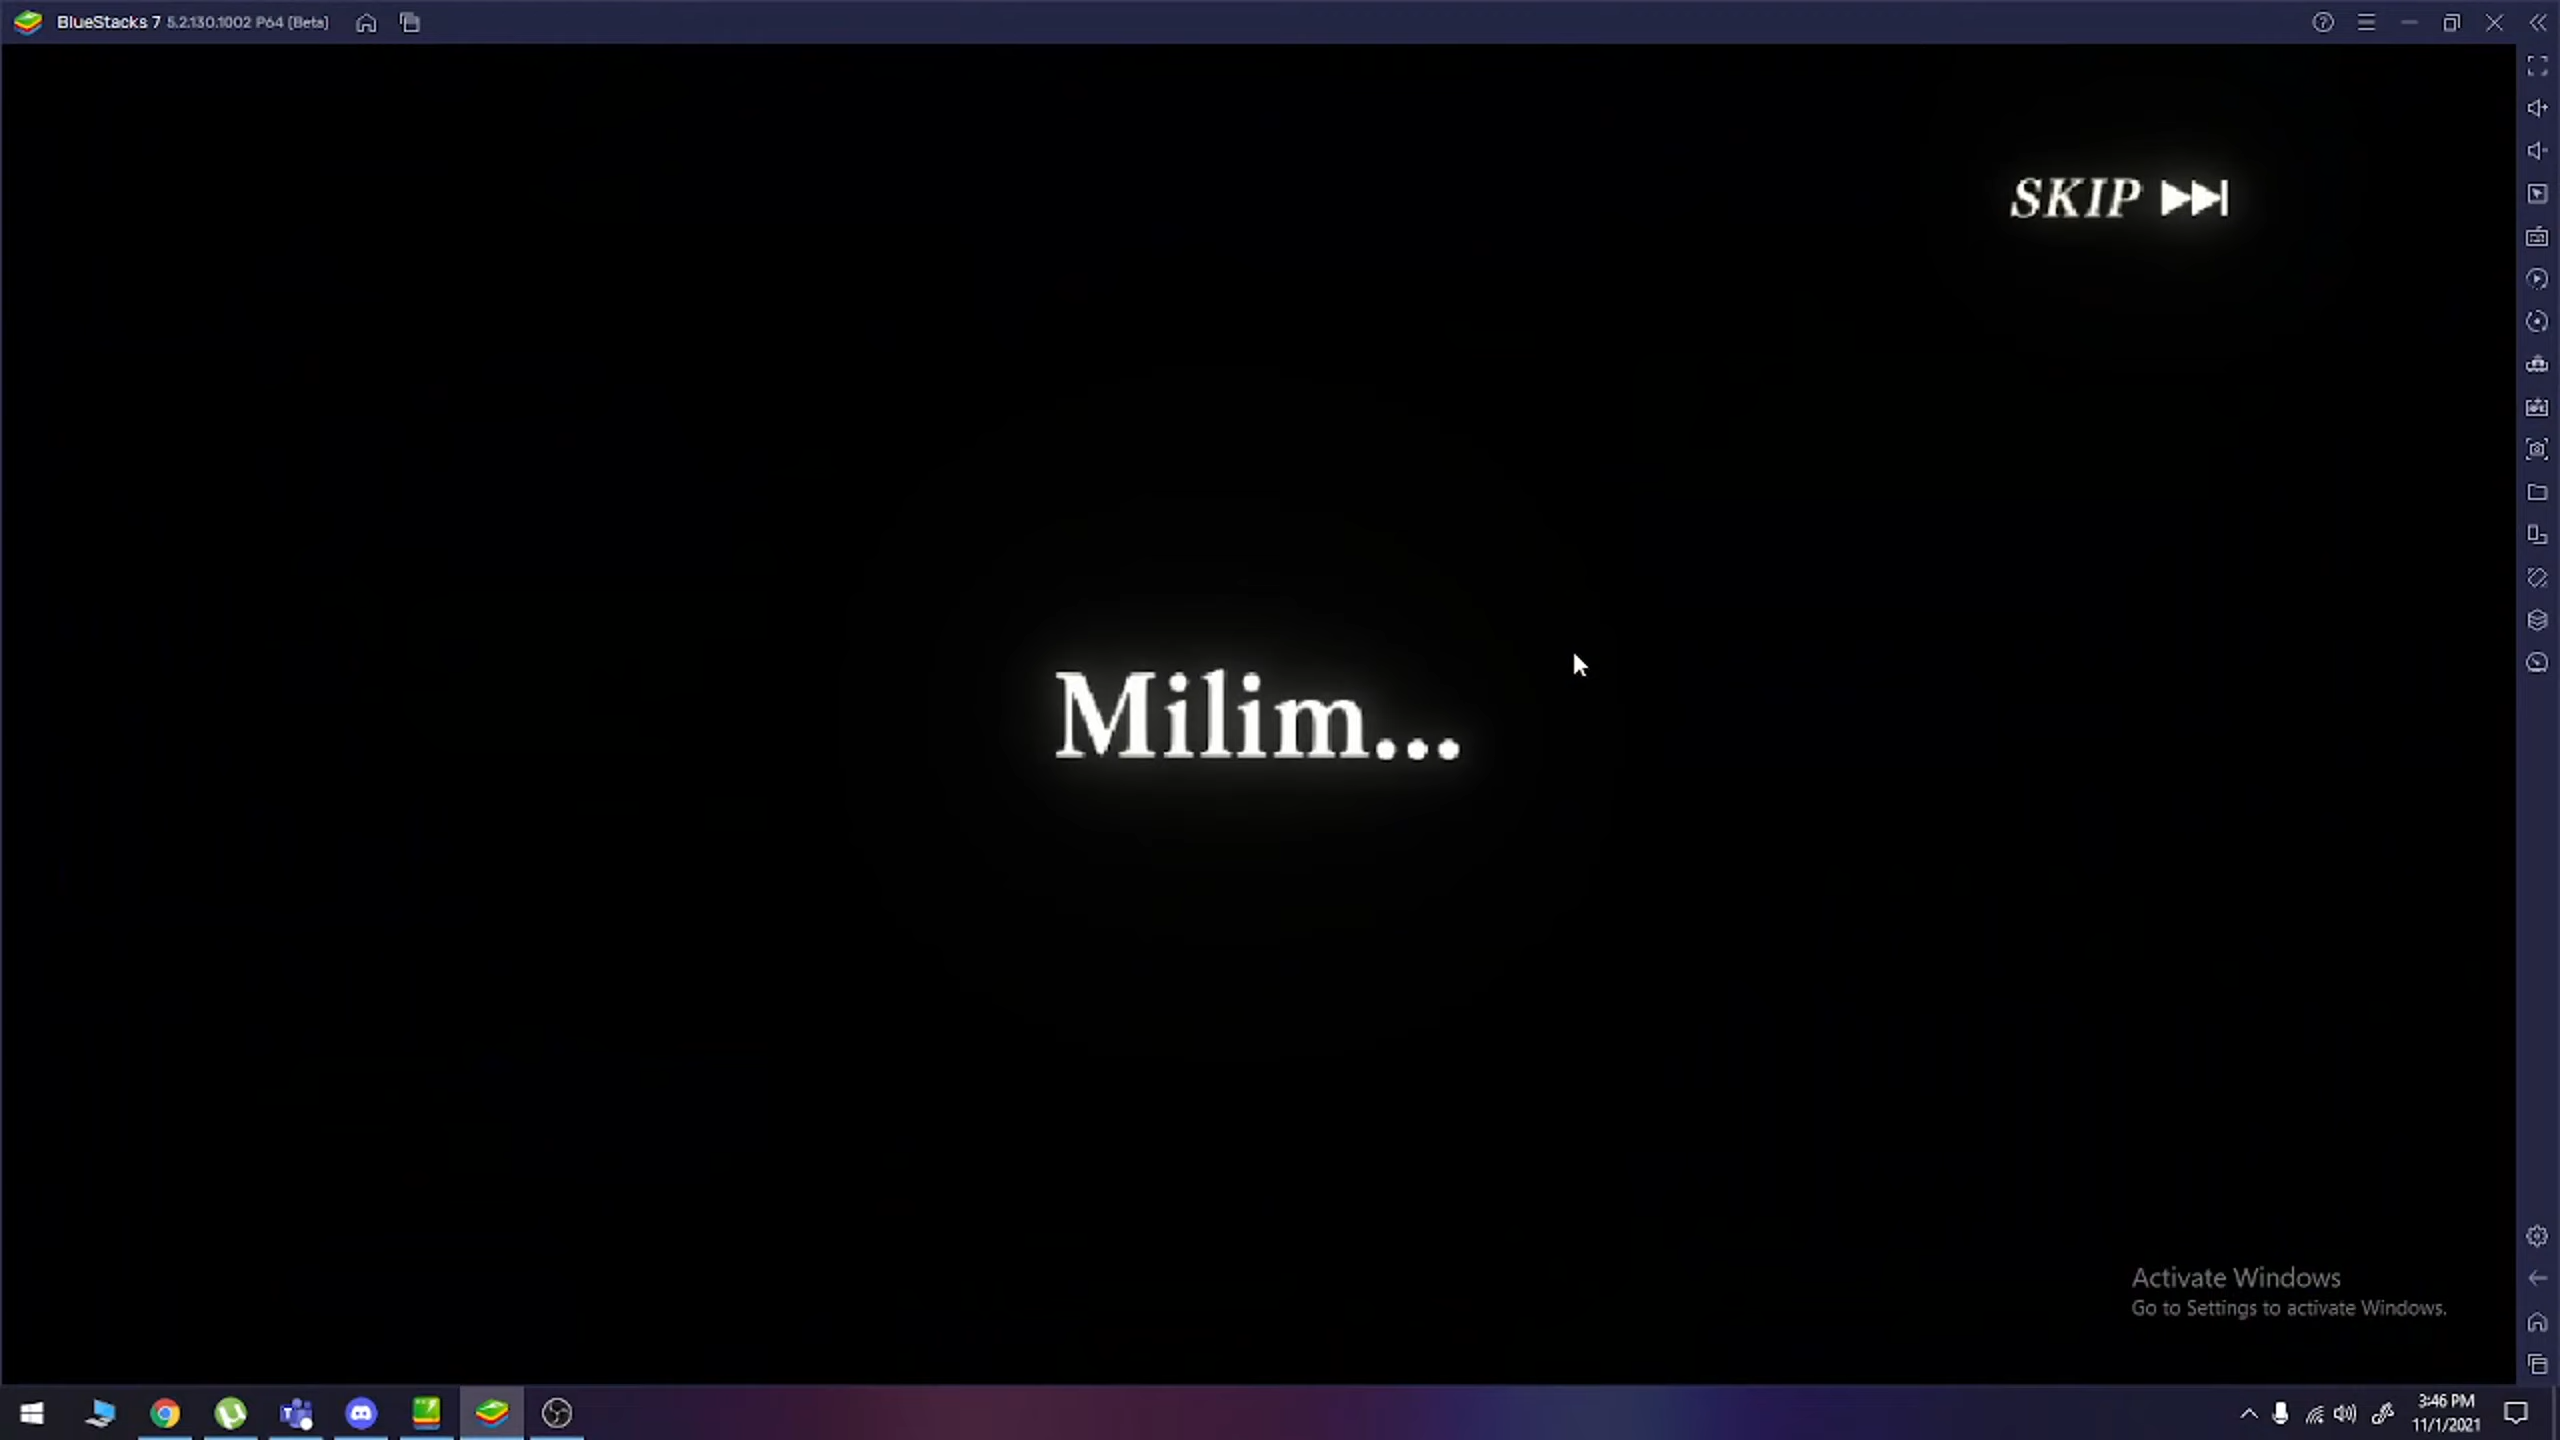 BlueStacks 7 5.2.130.1002 P64 (Beta)
SKIP
Milim...
Activate Windows
Go to Settings to activate Windows.
3:46 PM
11/1/2021